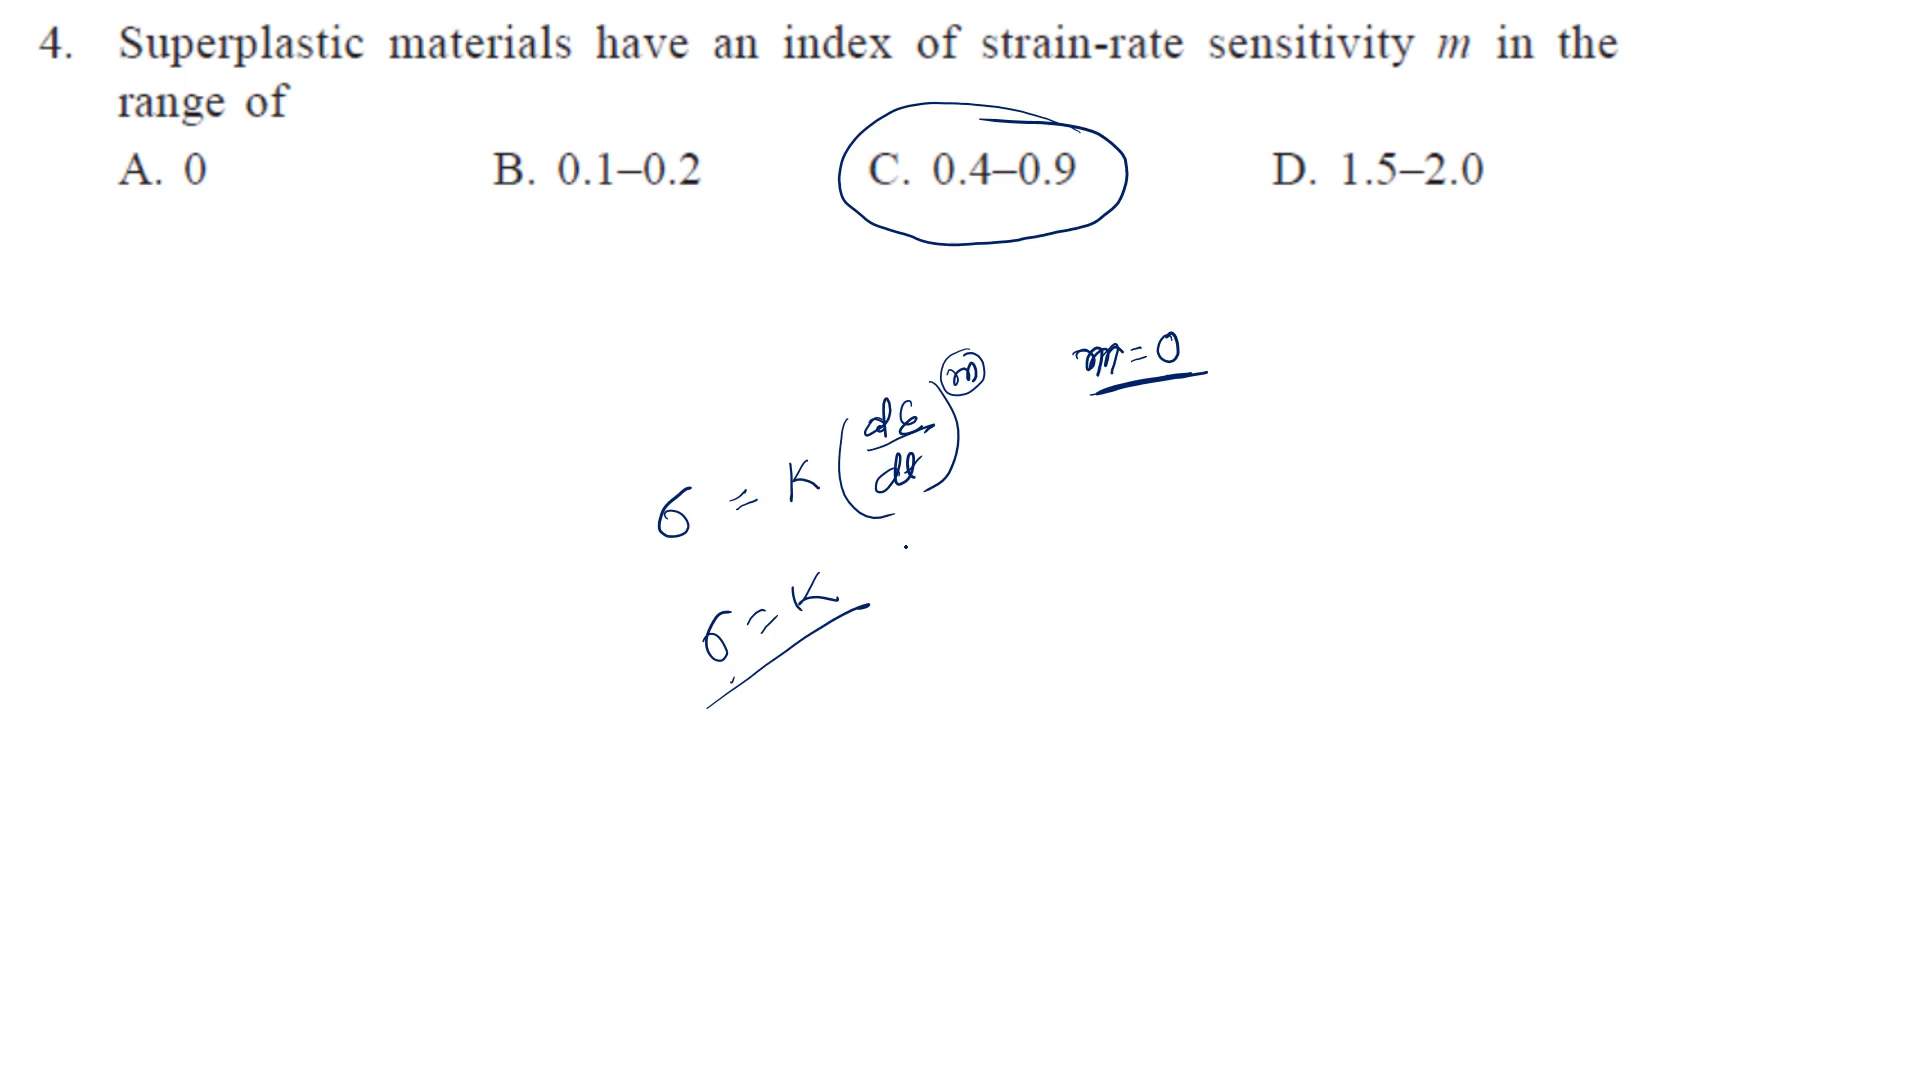 4. Superplastic materials have an index of strain-rate sensitivity m in the
range of
A. 0 B. 0.1–0.2 C. 0.4–0.9 D. 1.5–2.0
m = 0
σ = K (dε/dt)^m
σ = K